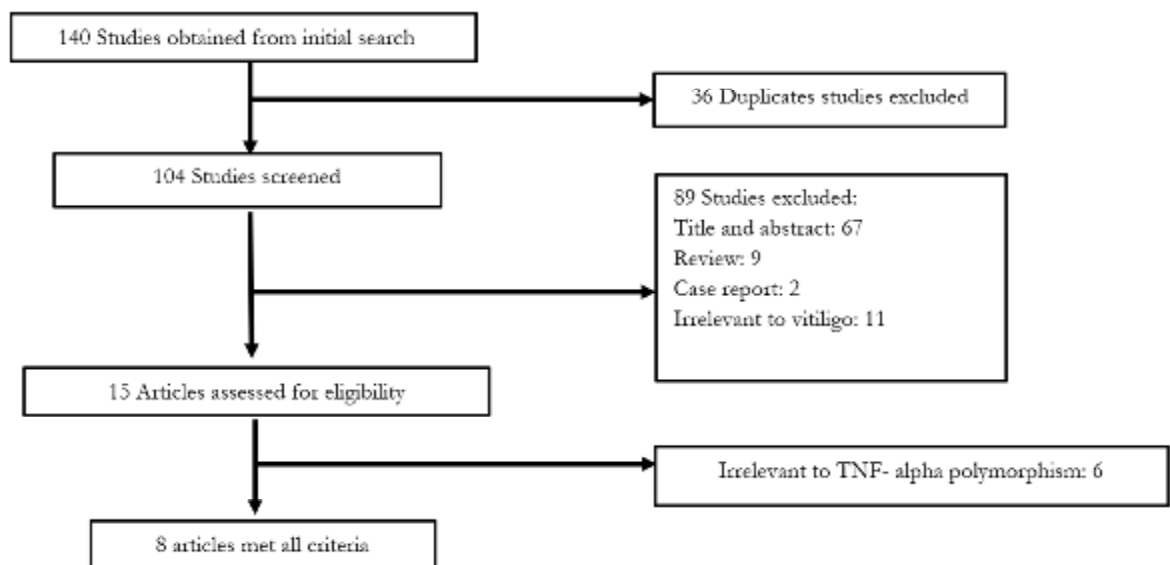 140 Studies obtained from initial search
36 Duplicates studies excluded
104 Studies screened
89 Studies excluded:
Title and abstract: 67
Review: 9
Case report: 2
Irrelevant to vitiligo: 11
15 Articles assessed for eligibility
Irrelevant to TNF- alpha polymorphism: 6
8 articles met all criteria